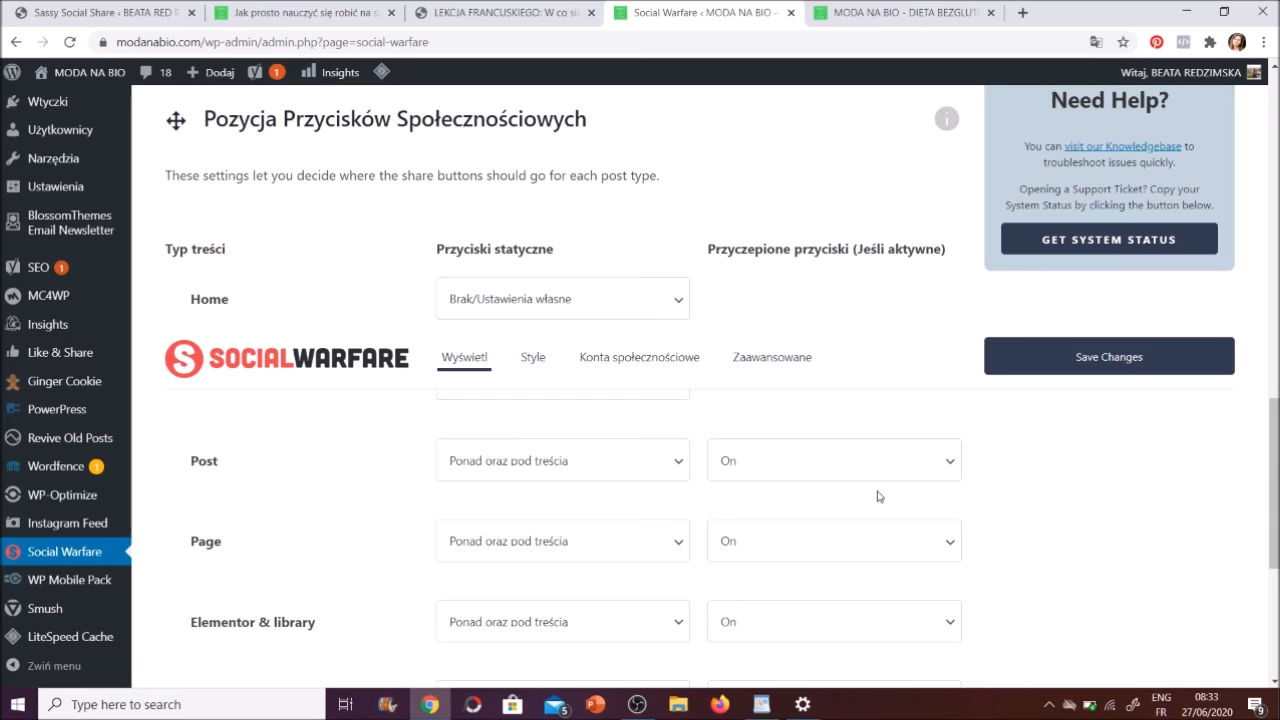 Sassy Social Share ‹ BEATA RED P
Jak prosto nauczyć się robić na s
LEKCJA FRANCUSKIEGO: W co si
Social Warfare ‹ MODA NA BIO –
MODA NA BIO - DIETA BEZGLUT
modanabio.com/wp-admin/admin.php?page=social-warfare
MODA NA BIO
18
Dodaj
1
Insights
Witaj, BEATA REDZIMSKA
Wtyczki
Użytkownicy
Narzędzia
Ustawienia
BlossomThemes
Email Newsletter
SEO 1
MC4WP
Insights
Like & Share
Ginger Cookie
PowerPress
Revive Old Posts
Wordfence 1
WP-Optimize
Instagram Feed
Social Warfare
WP Mobile Pack
Smush
LiteSpeed Cache
Zwiń menu
Pozycja Przycisków Społecznościowych
These settings let you decide where the share buttons should go for each post type.
Typ treści
Przyciski statyczne
Przyczepione przyciski (Jeśli aktywne)
Home
Brak/Ustawienia własne
SOCIALWARFARE
Wyświetl
Style
Konta społecznościowe
Zaawansowane
Save Changes
Post
Ponad oraz pod treścia
On
Page
Ponad oraz pod treścia
On
Elementor & library
Ponad oraz pod treścia
On
Need Help?
You can visit our Knowledgebase to
troubleshoot issues quickly.
Opening a Support Ticket? Copy your
System Status by clicking the button below.
GET SYSTEM STATUS
Type here to search
5
ENG
FR
08:33
27/06/2020
9